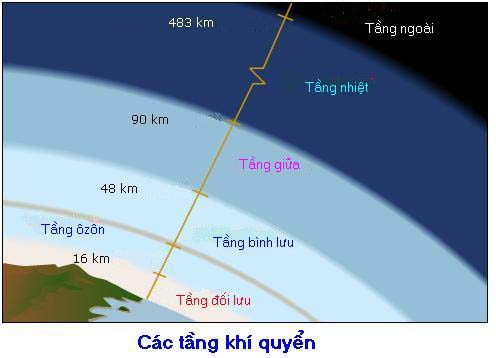 483 km
Tầng ngoài
Tầng nhiệt
90 km
Tầng giữa
48 km
Tầng ôzôn
Tầng bình lưu
16 km
Tầng đối lưu
Các tầng khí quyển